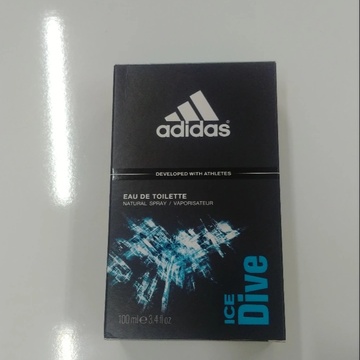 adidas
DEVELOPED WITH ATHLETES
EAU DE TOILETTE
NATURAL SPRAY / VAPORISATEUR
ICE
Dive
100 ml ℮ 3.4 fl oz